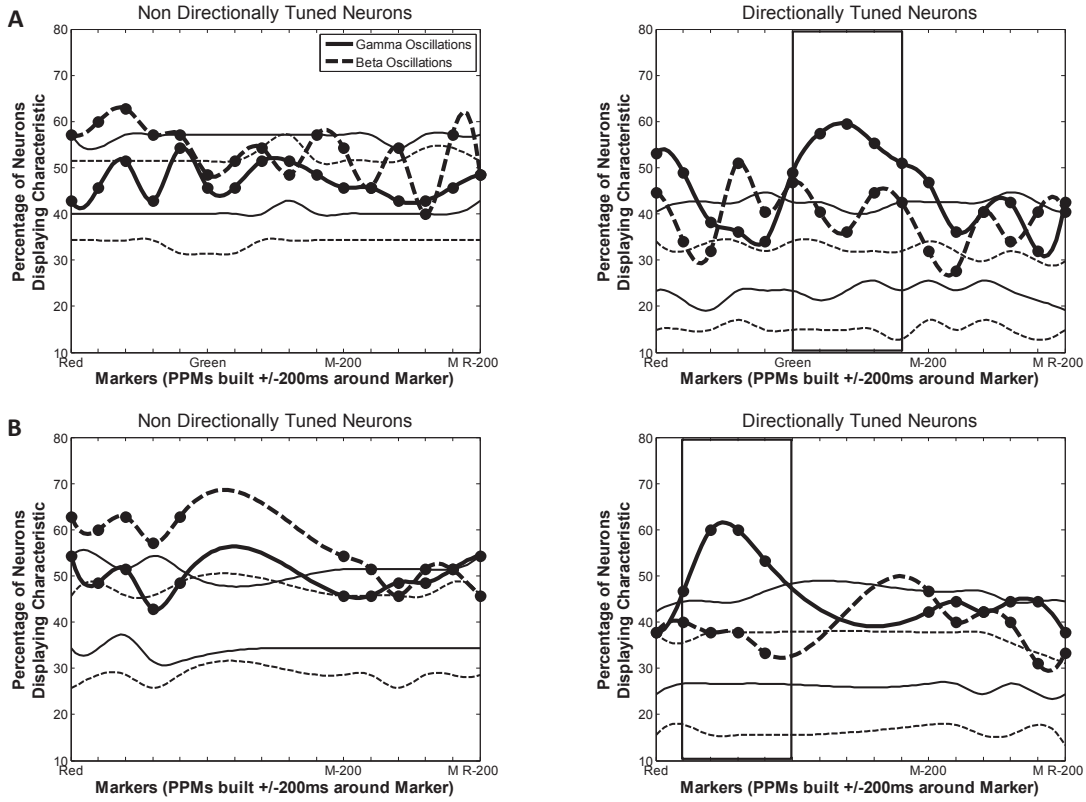 A
Non Directionally Tuned Neurons
80
70
60
50
40
30
20
10
Percentage of Neurons
Displaying Characteristic
Gamma Oscillations
Beta Oscillations
Red
Green
M-200
M R-200
Markers (PPMs built +/-200ms around Marker)
Directionally Tuned Neurons
80
70
60
50
40
30
20
10
Percentage of Neurons
Displaying Characteristic
Red
Green
M-200
M R-200
Markers (PPMs built +/-200ms around Marker)
B
Non Directionally Tuned Neurons
80
70
60
50
40
30
20
10
Percentage of Neurons
Displaying Characteristic
Red
M-200
M R-200
Markers (PPMs built +/-200ms around Marker)
Directionally Tuned Neurons
80
70
60
50
40
30
20
10
Percentage of Neurons
Displaying Characteristic
Red
M-200
M R-200
Markers (PPMs built +/-200ms around Marker)